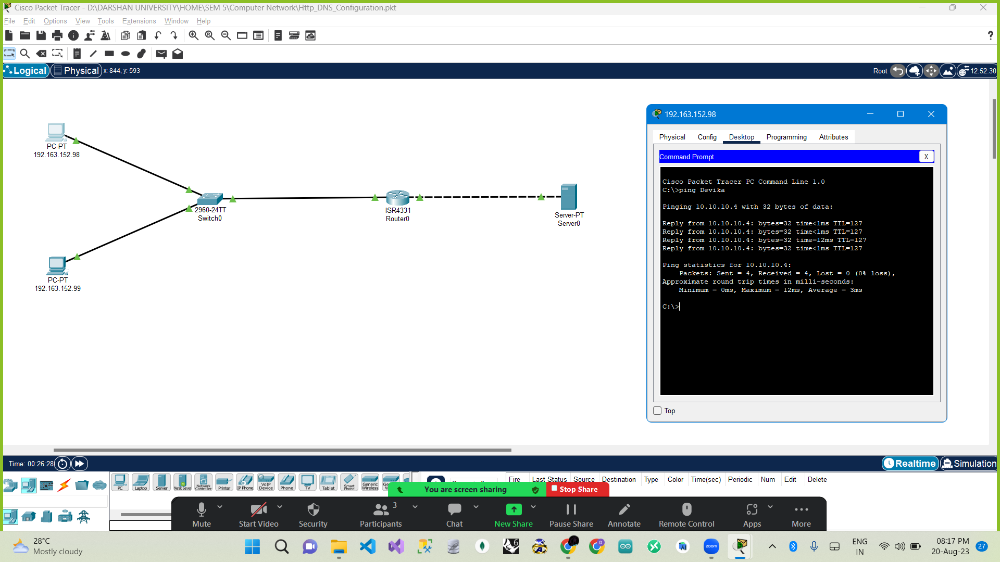 Cisco Packet Tracer - D:\DARSHAN UNIVERSITY\HOME\SEM 5\Computer Network\Http_DNS_Configuration.pkt
File Edit Options View Tools Extensions Window Help
?
Logical Physical x: 844, y: 593 Root 12:52:30
PC-PT
192.163.152.98
2960-24TT
Switch0
ISR4331
Router0
Server-PT
Server0
PC-PT
192.163.152.99
192.163.152.98
Physical Config Desktop Programming Attributes
Command Prompt X
Cisco Packet Tracer PC Command Line 1.0
C:\>ping Devika
Pinging 10.10.10.4 with 32 bytes of data:
Reply from 10.10.10.4: bytes=32 time<1ms TTL=127
Reply from 10.10.10.4: bytes=32 time<1ms TTL=127
Reply from 10.10.10.4: bytes=32 time=12ms TTL=127
Reply from 10.10.10.4: bytes=32 time<1ms TTL=127
Ping statistics for 10.10.10.4:
Packets: Sent = 4, Received = 4, Lost = 0 (0% loss),
Approximate round trip times in milli-seconds:
Minimum = 0ms, Maximum = 12ms, Average = 3ms
C:\>
Top
Time: 00:26:28 Realtime Simulation
PC Laptop Server Meraki Server Network Controller Printer IP Phone VoIP Device Phone TV Tablet Smart Phone Generic Wireless
Fire Last Status Source Destination Type Color Time(sec) Periodic Num Edit Delete
You are screen sharing Stop Share
3
Mute Start Video Security Participants Chat New Share Pause Share Annotate Remote Control Apps More
28°C
Mostly cloudy
6
D
zoom
ENG
IN
08:17 PM
20-Aug-23
27